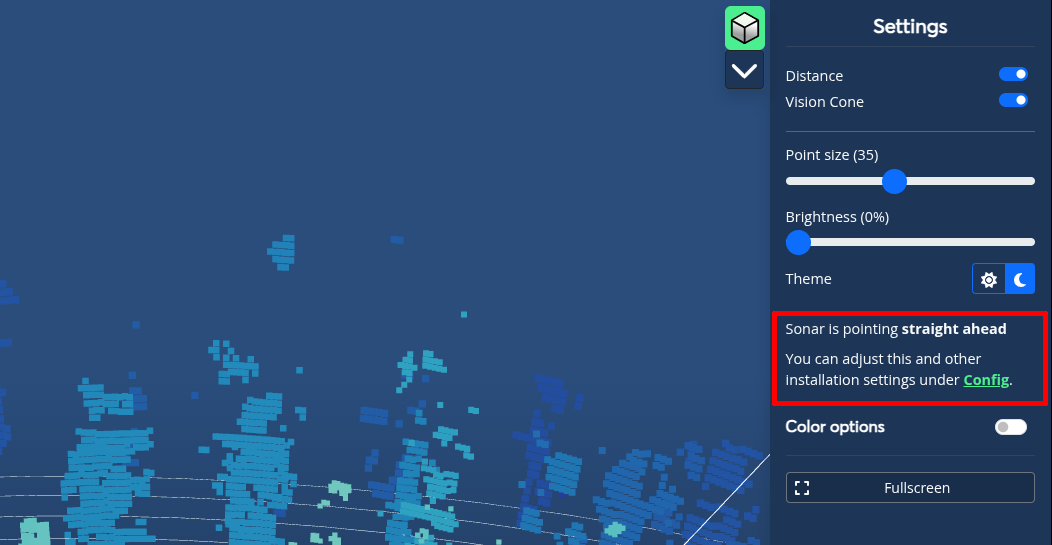 Settings
Distance
Vision Cone
Point size (35)
Brightness (0%)
Theme
Sonar is pointing straight ahead
You can adjust this and other
installation settings under Config.
Color options
Fullscreen